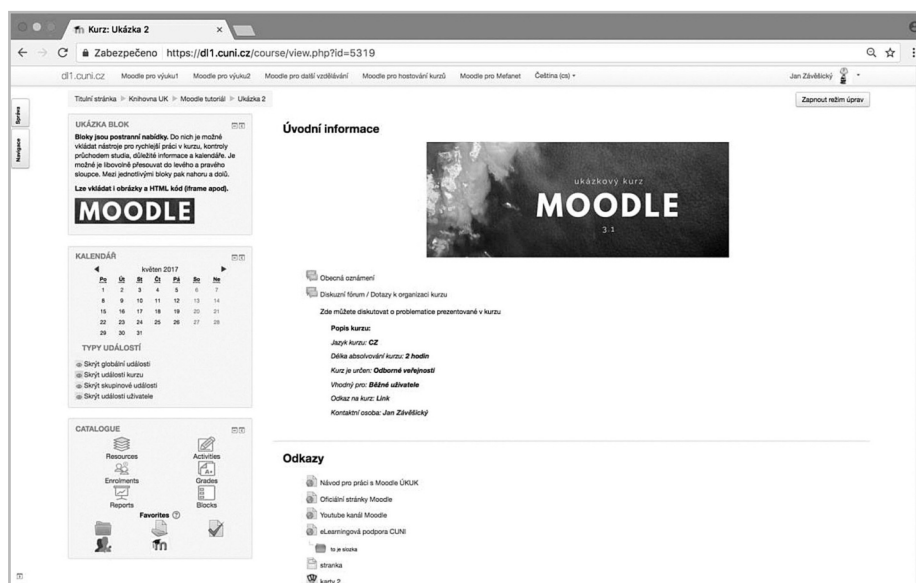 Kurz: Ukázka 2
Zabezpečeno https://dl1.cuni.cz/course/view.php?id=5319
dl1.cuni.cz Moodle pro výuku1 Moodle pro výuku2 Moodle pro další vzdělávání Moodle pro hostování kurzů Moodle pro Mefanet Čeština (cs) Jan Závěšický
Titulní stránka Knihovna UK Moodle tutoriál Ukázka 2
Zapnout režim úprav
Správa
Navigace
UKÁZKA BLOK
Bloky jsou postranní nabídky. Do nich je možné
vkládat nástroje pro rychlejší práci v kurzu, kontroly
průchodem studia, důležité informace a kalendáře. Je
možné je libovolně přesouvat do levého a pravého
sloupce. Mezi jednotlivými bloky pak nahoru a dolů.
Lze vkládat i obrázky a HTML kód (iframe apod).
MOODLE
KALENDÁŘ
květen 2017
Po Út St Čt Pá So Ne
1 2 3 4 5 6 7
8 9 10 11 12 13 14
15 16 17 18 19 20 21
22 23 24 25 26 27 28
29 30 31
TYPY UDÁLOSTÍ
Skrýt globální události
Skrýt události kurzu
Skrýt skupinové události
Skrýt události uživatele
CATALOGUE
Resources Activities
Enrolments Grades
A+
Reports Blocks
Favorites
Úvodní informace
ukázkový kurz
MOODLE
3.1
Obecná oznámení
Diskuzní fórum / Dotazy k organizaci kurzu
Zde můžete diskutovat o problematice prezentované v kurzu
Popis kurzu:
Jazyk kurzu: CZ
Délka absolvování kurzu: 2 hodin
Kurz je určen: Odborné veřejnosti
Vhodný pro: Běžné uživatele
Odkaz na kurz: Link
Kontaktní osoba: Jan Závěšický
Odkazy
Návod pro práci s Moodle ÚKUK
Oficiální stránky Moodle
Youtube kanál Moodle
eLearningová podpora CUNI
to je slozka
stranka
karty 2